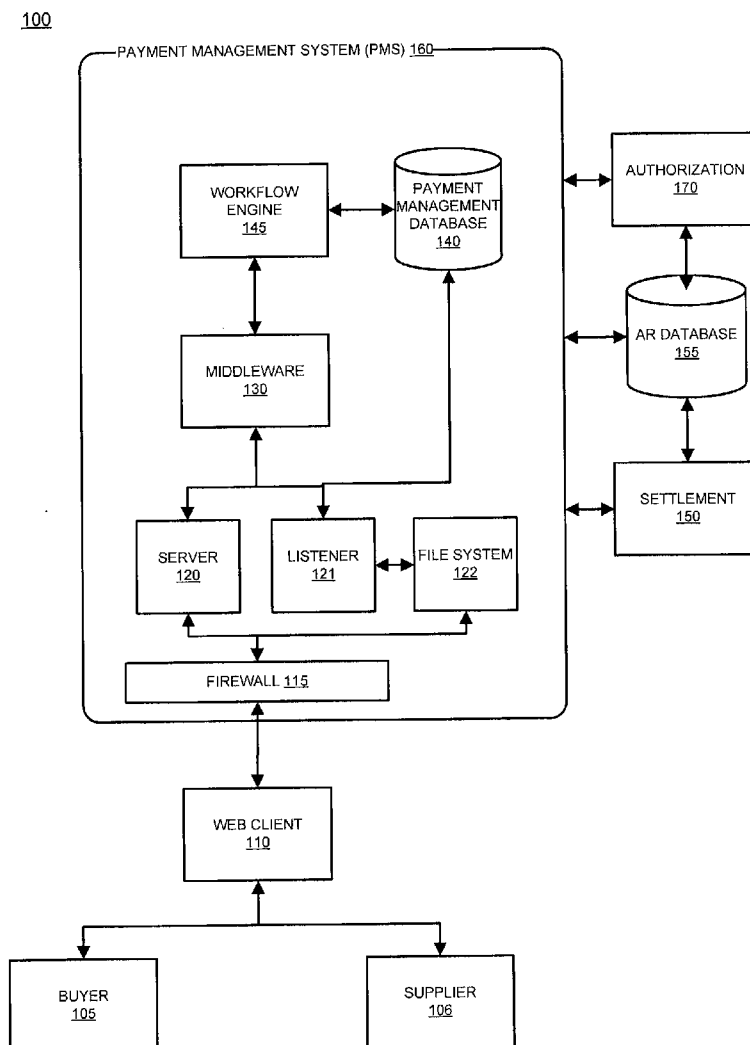 100
PAYMENT MANAGEMENT SYSTEM (PMS) 160
WORKFLOW
ENGINE
145
PAYMENT
MANAGEMENT
DATABASE
140
AUTHORIZATION
170
MIDDLEWARE
130
AR DATABASE
155
SERVER
120
LISTENER
121
FILE SYSTEM
122
SETTLEMENT
150
FIREWALL 115
WEB CLIENT
110
BUYER
105
SUPPLIER
106